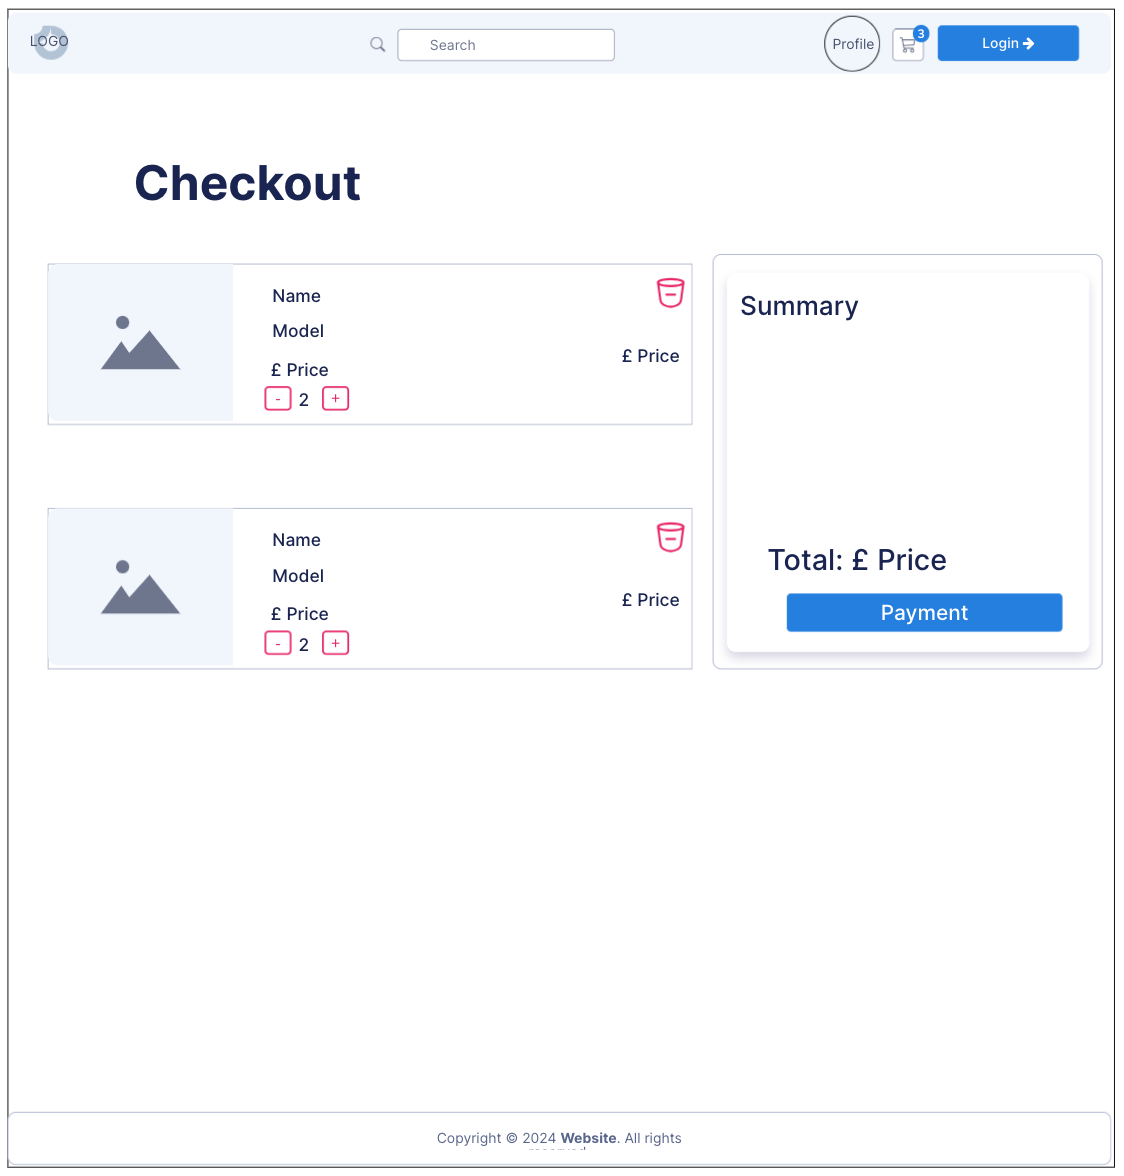 LOGO
Search
Profile
3
Login
Checkout
Name
Model
£ Price
- 2 +
£ Price
Name
Model
£ Price
- 2 +
£ Price
Summary
Total: £ Price
Payment
Copyright © 2024 Website. All rights